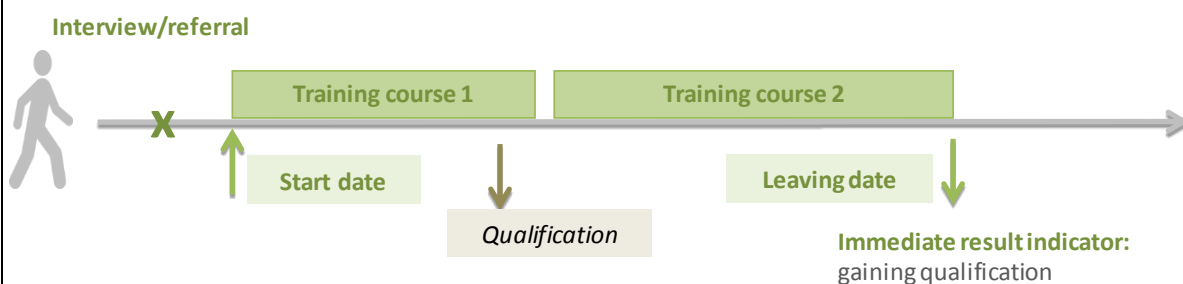 Interview/referral
Training course 1
Training course 2
X
Start date
Leaving date
Qualification
Immediate result indicator:
gaining qualification